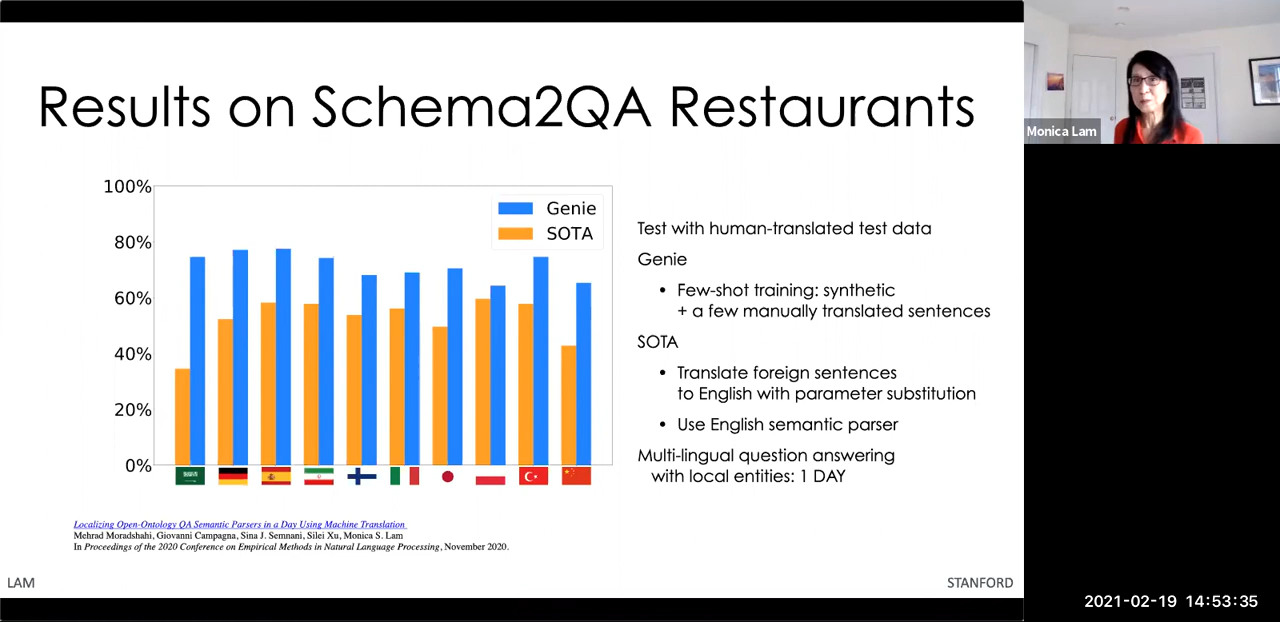 Results on Schema2QA Restaurants
Monica Lam
100%
80%
60%
40%
20%
0%
Genie
SOTA
Test with human-translated test data
Genie
• Few-shot training: synthetic
+ a few manually translated sentences
SOTA
• Translate foreign sentences
to English with parameter substitution
• Use English semantic parser
Multi-lingual question answering
with local entities: 1 DAY
Localizing Open-Ontology QA Semantic Parsers in a Day Using Machine Translation
Mehrad Moradshahi, Giovanni Campagna, Sina J. Semnani, Silei Xu, Monica S. Lam
In Proceedings of the 2020 Conference on Empirical Methods in Natural Language Processing, November 2020.
LAM
STANFORD
2021-02-19 14:53:35